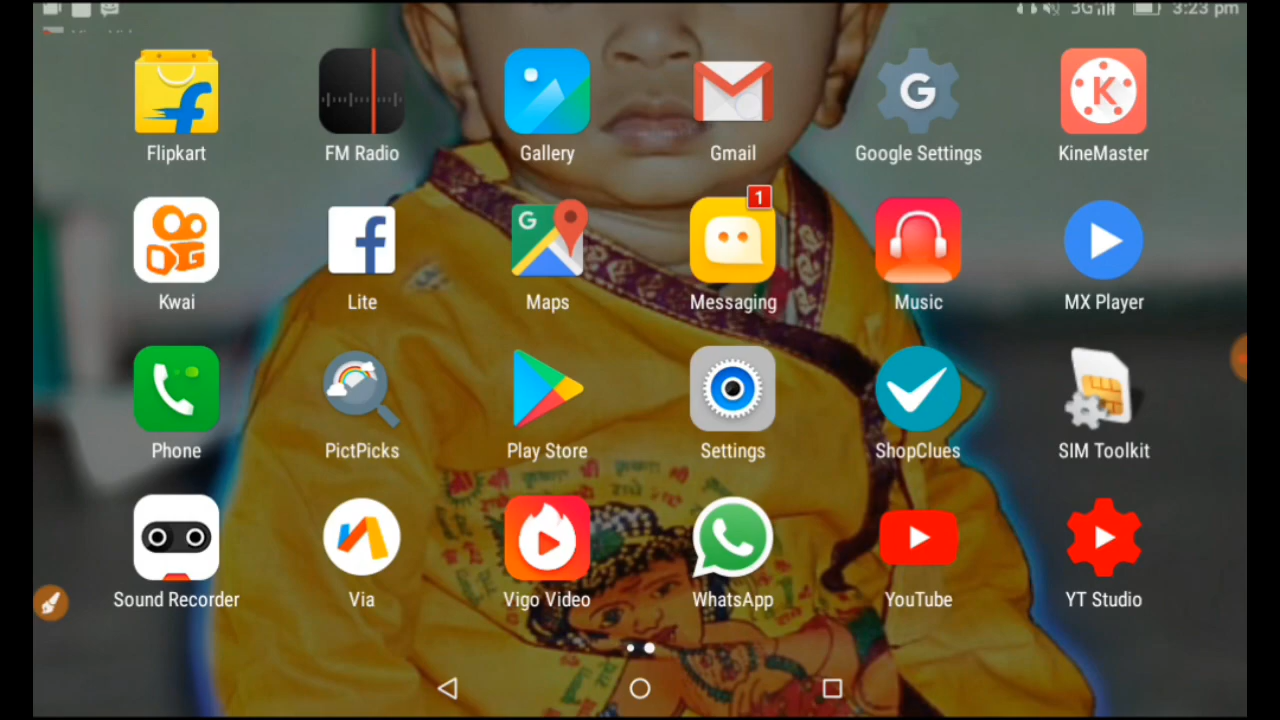 3G 3:23 pm
Flipkart FM Radio Gallery Gmail Google Settings KineMaster
1
Kwai Lite Maps Messaging Music MX Player
Phone PictPicks Play Store Settings ShopClues SIM Toolkit
श्री राधे
Sound Recorder Via Vigo Video WhatsApp YouTube YT Studio